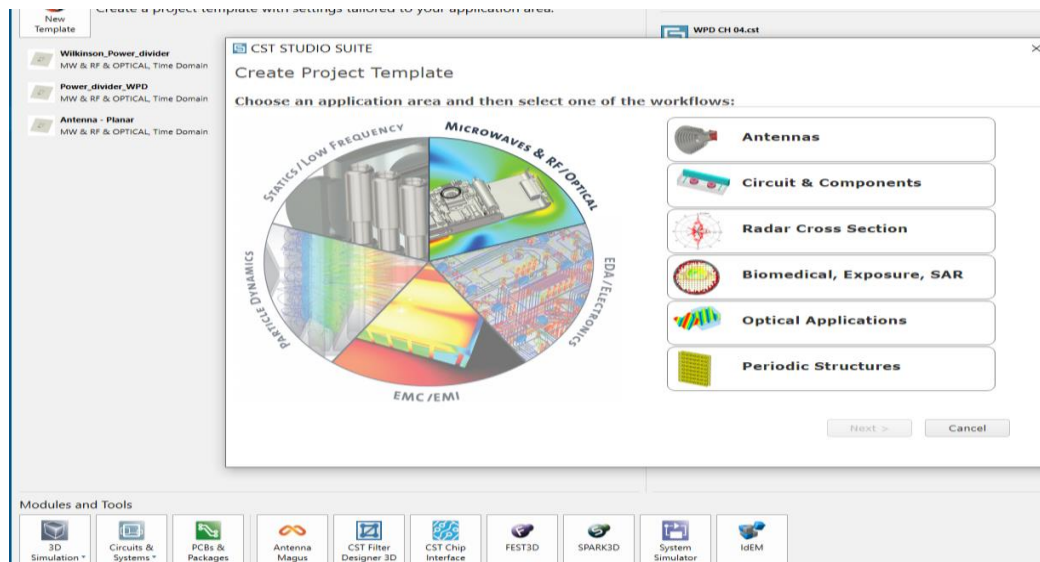 New
Template
Create a project template with settings tailored to your application area.
Wilkinson_Power_divider
MW & RF & OPTICAL, Time Domain
Power_divider_WPD
MW & RF & OPTICAL, Time Domain
Antenna - Planar
MW & RF & OPTICAL, Time Domain
WPD CH 04.cst
CST STUDIO SUITE
Create Project Template
Choose an application area and then select one of the workflows:
STATICS/LOW FREQUENCY
MICROWAVES & RF/OPTICAL
PARTICLE DYNAMICS
EDA/ELECTRONICS
EMC/EMI
Antennas
Circuit & Components
Radar Cross Section
Biomedical, Exposure, SAR
Optical Applications
Periodic Structures
Next >
Cancel
Modules and Tools
3D
Simulation
Circuits &
Systems
PCBs &
Packages
Antenna
Magus
CST Filter
Designer 3D
CST Chip
Interface
FEST3D
SPARK3D
System
Simulator
IdEM